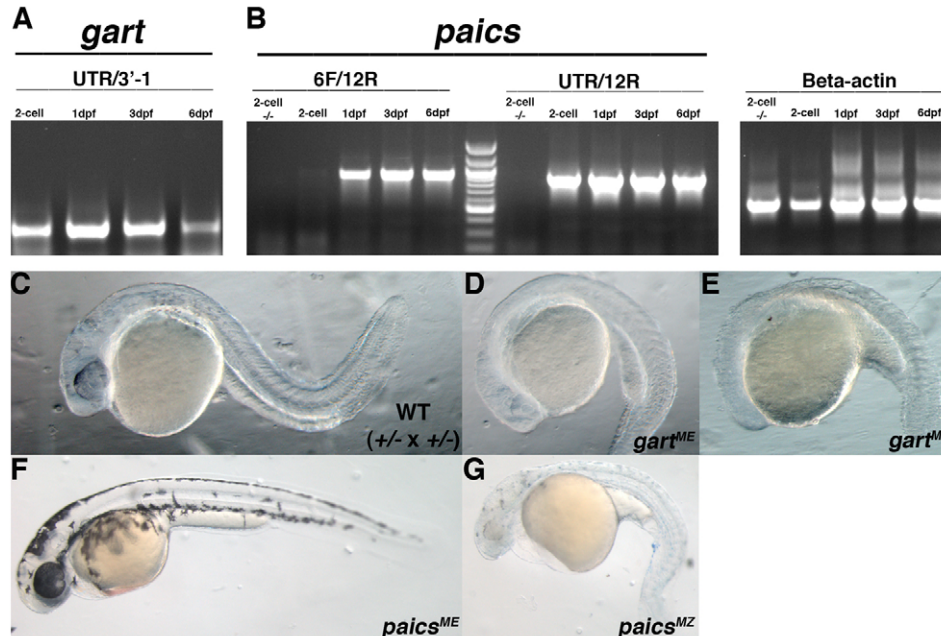 A
B
gart
paics
UTR/3'-1
6F/12R
UTR/12R
Beta-actin
2-cell 1dpf 3dpf 6dpf
2-cell -/- 2-cell 1dpf 3dpf 6dpf
2-cell -/- 2-cell 1dpf 3dpf 6dpf
2-cell -/- 2-cell 1dpf 3dpf 6dpf
C
WT
(+/- x +/-)
D
gartME
E
gartM
F
paicsME
G
paicsMZ